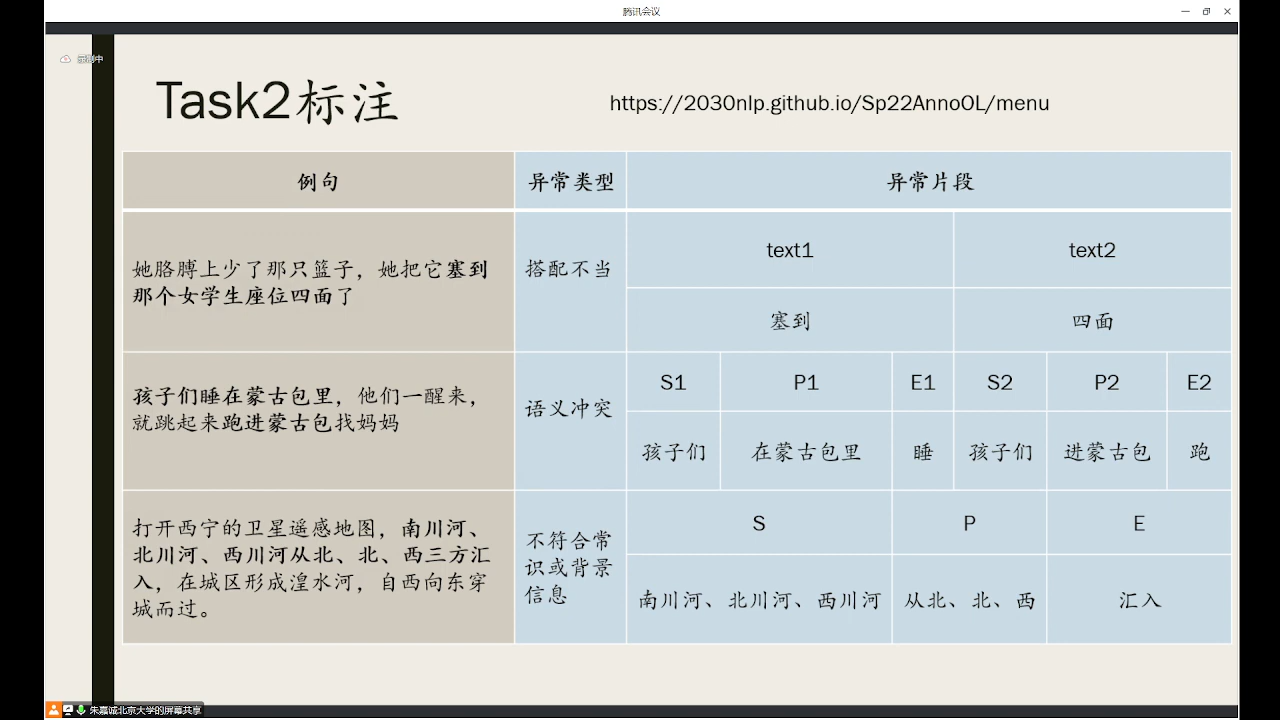 腾讯会议
录制中
Task2标注
https://2030nlp.github.io/Sp22AnnoOL/menu
例句
异常类型
异常片段
她胳膊上少了那只篮子，她把它塞到
那个女学生座位四面了
搭配不当
text1
text2
塞到
四面
孩子们睡在蒙古包里，他们一醒来，
就跳起来跑进蒙古包找妈妈
语义冲突
S1
P1
E1
S2
P2
E2
孩子们
在蒙古包里
睡
孩子们
进蒙古包
跑
打开西宁的卫星遥感地图，南川河、
北川河、西川河从北、北、西三方汇
入，在城区形成湟水河，自西向东穿
城而过。
不符合常
识或背景
信息
S
P
E
南川河、北川河、西川河
从北、北、西
汇入
朱嘉诚北京大学的屏幕共享